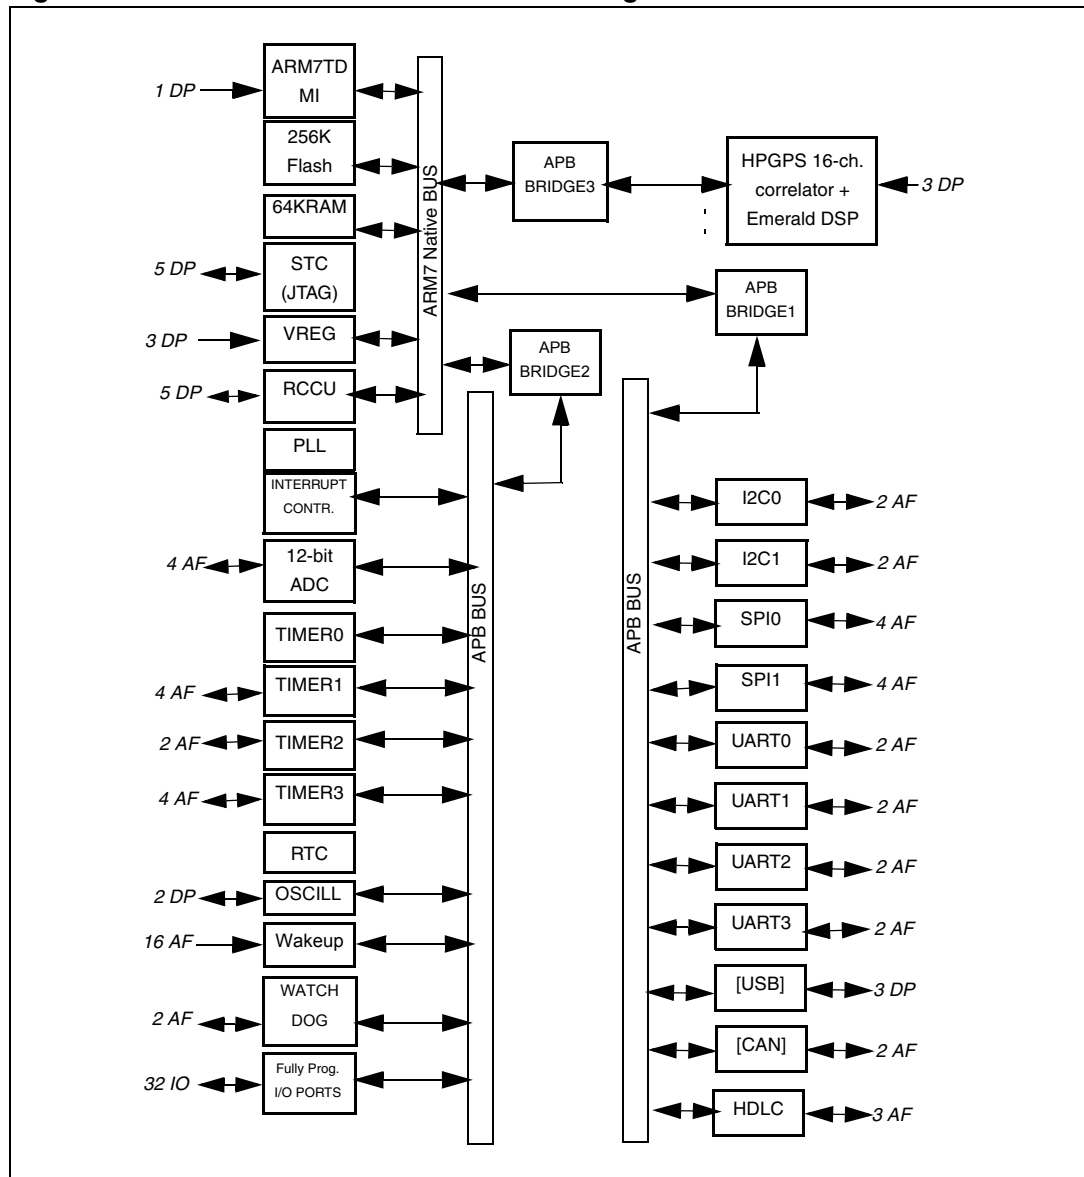 ARM7TD
MI
1 DP
256K
Flash
64KRAM
STC
(JTAG)
5 DP
VREG
3 DP
RCCU
5 DP
PLL
INTERRUPT
CONTR.
12-bit
ADC
4 AF
TIMER0
TIMER1
4 AF
TIMER2
2 AF
TIMER3
4 AF
RTC
OSCILL
2 DP
Wakeup
16 AF
WATCH
DOG
2 AF
Fully Prog.
I/O PORTS
32 IO
ARM7 Native BUS
APB
BRIDGE3
HPGPS 16-ch.
correlator +
Emerald DSP
3 DP
APB
BRIDGE1
APB
BRIDGE2
APB BUS
APB BUS
I2C0
2 AF
I2C1
2 AF
SPI0
4 AF
SPI1
4 AF
UART0
2 AF
UART1
2 AF
UART2
2 AF
UART3
2 AF
[USB]
3 DP
[CAN]
2 AF
HDLC
3 AF